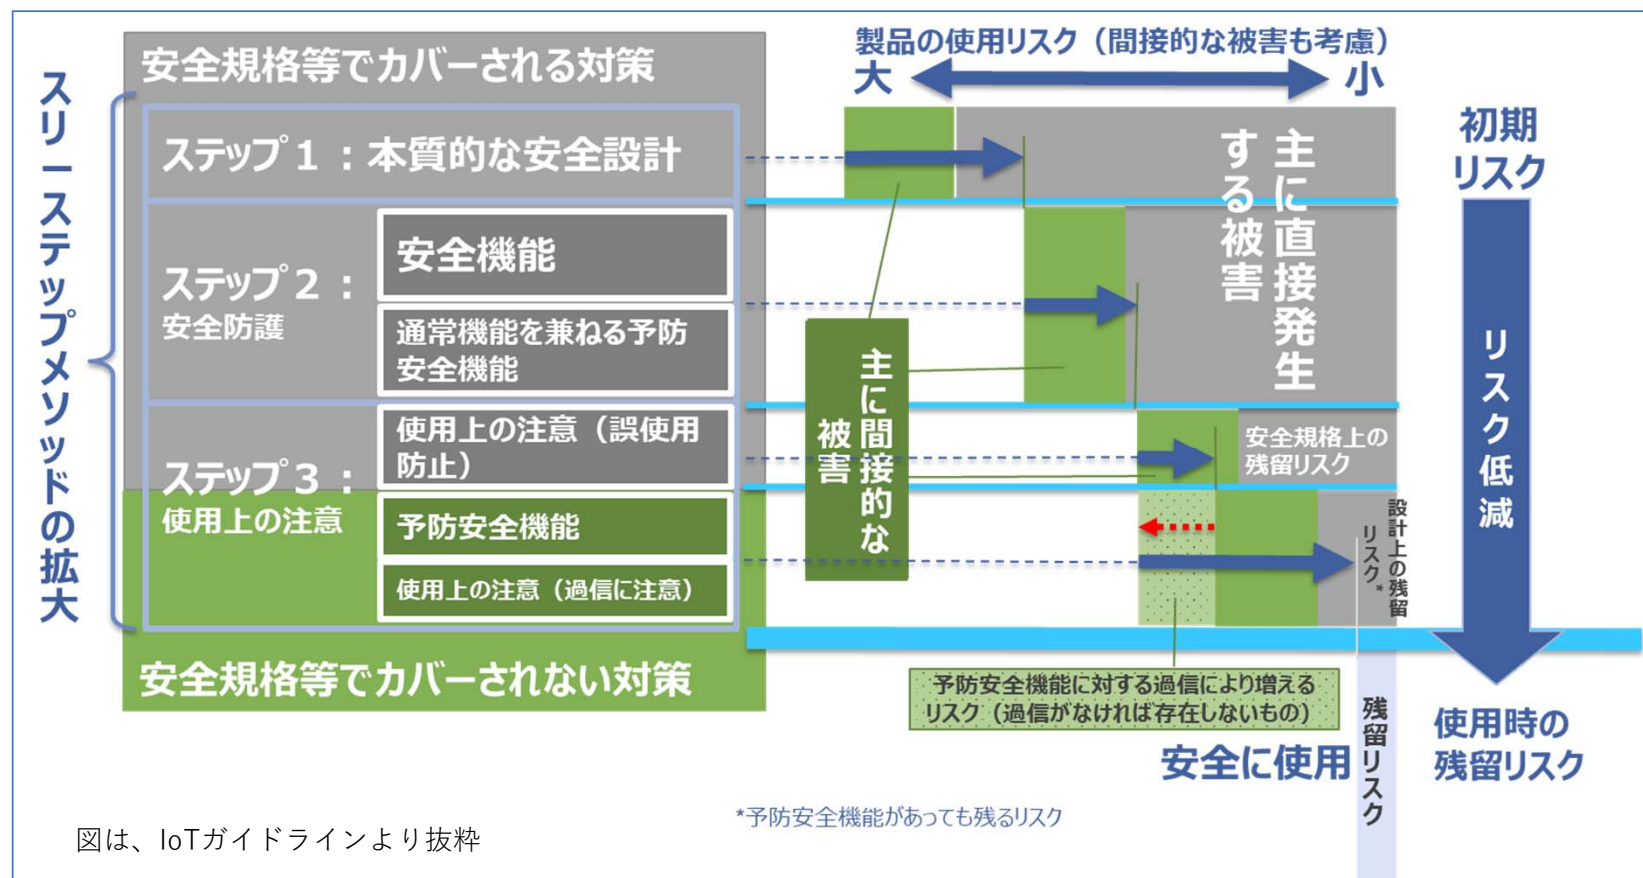 スリーステップメソッドの拡大
安全規格等でカバーされる対策
ステップ１：本質的な安全設計
ステップ２：
安全防護
安全機能
通常機能を兼ねる予防
安全機能
ステップ３：
使用上の注意
使用上の注意（誤使用
防止）
予防安全機能
使用上の注意（過信に注意）
安全規格等でカバーされない対策
製品の使用リスク（間接的な被害も考慮）
大
小
主に直接発生
する被害
主に間接的な
被害
安全規格上の
残留リスク
設計上の残留
リスク*
予防安全機能に対する過信により増える
リスク（過信がなければ存在しないもの）
安全に使用
残留リスク
初期
リスク
リスク低減
使用時の
残留リスク
*予防安全機能があっても残るリスク
図は、IoTガイドラインより抜粋